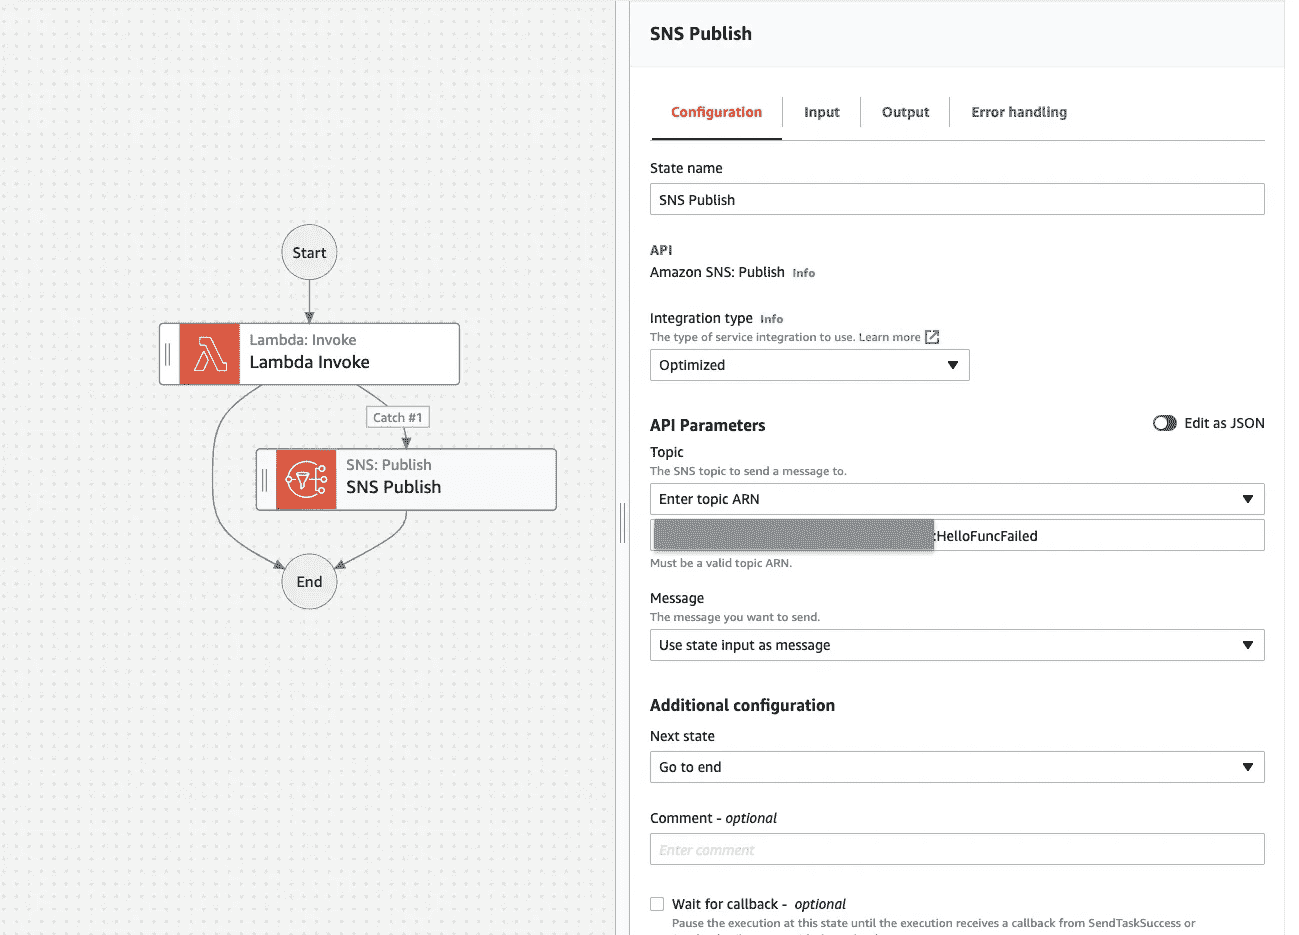 Start
Lambda: Invoke
Lambda Invoke
Catch #1
SNS: Publish
SNS Publish
End
SNS Publish
Configuration
Input
Output
Error handling
State name
SNS Publish
API
Amazon SNS: Publish Info
Integration type Info
The type of service integration to use. Learn more
Optimized
API Parameters
Edit as JSON
Topic
The SNS topic to send a message to.
Enter topic ARN
:HelloFuncFailed
Must be a valid topic ARN.
Message
The message you want to send.
Use state input as message
Additional configuration
Next state
Go to end
Comment - optional
Enter comment
Wait for callback - optional
Pause the execution at this state until the execution receives a callback from SendTaskSuccess or